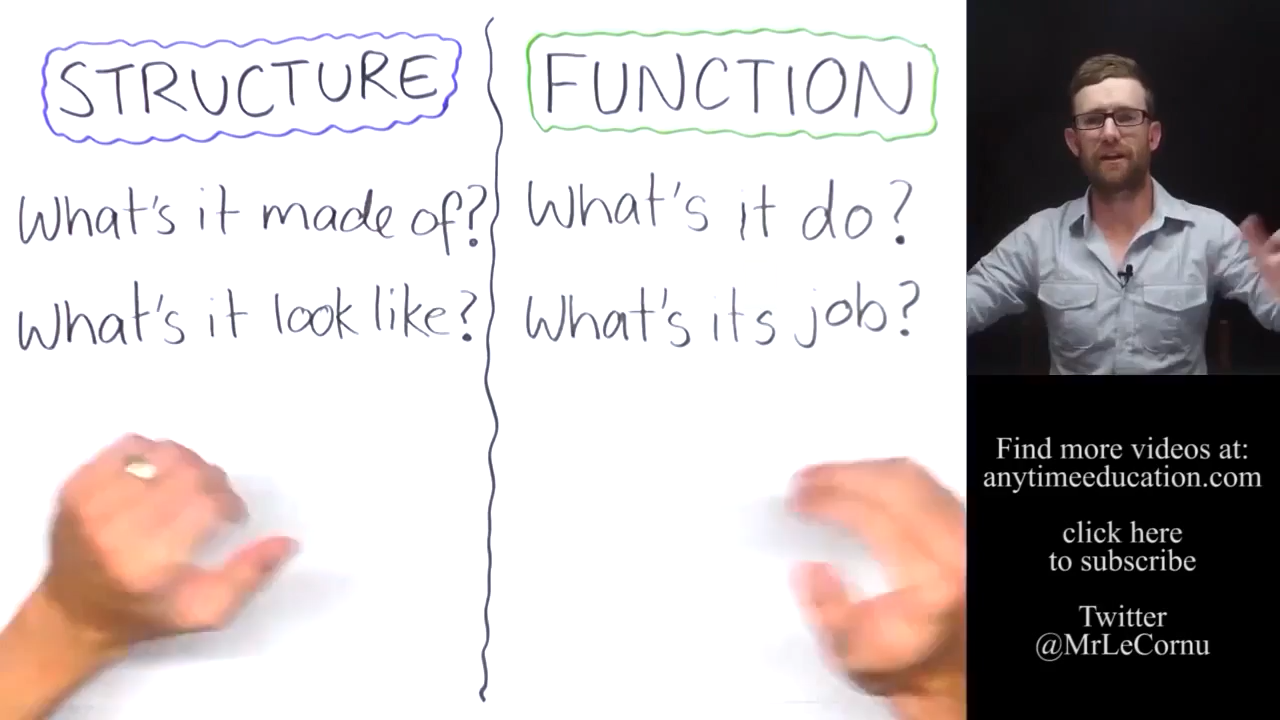 STRUCTURE
What's it made of?
What's it look like?
FUNCTION
What's it do?
What's its job?
Find more videos at:
anytimeeducation.com
click here
to subscribe
Twitter
@MrLeCornu